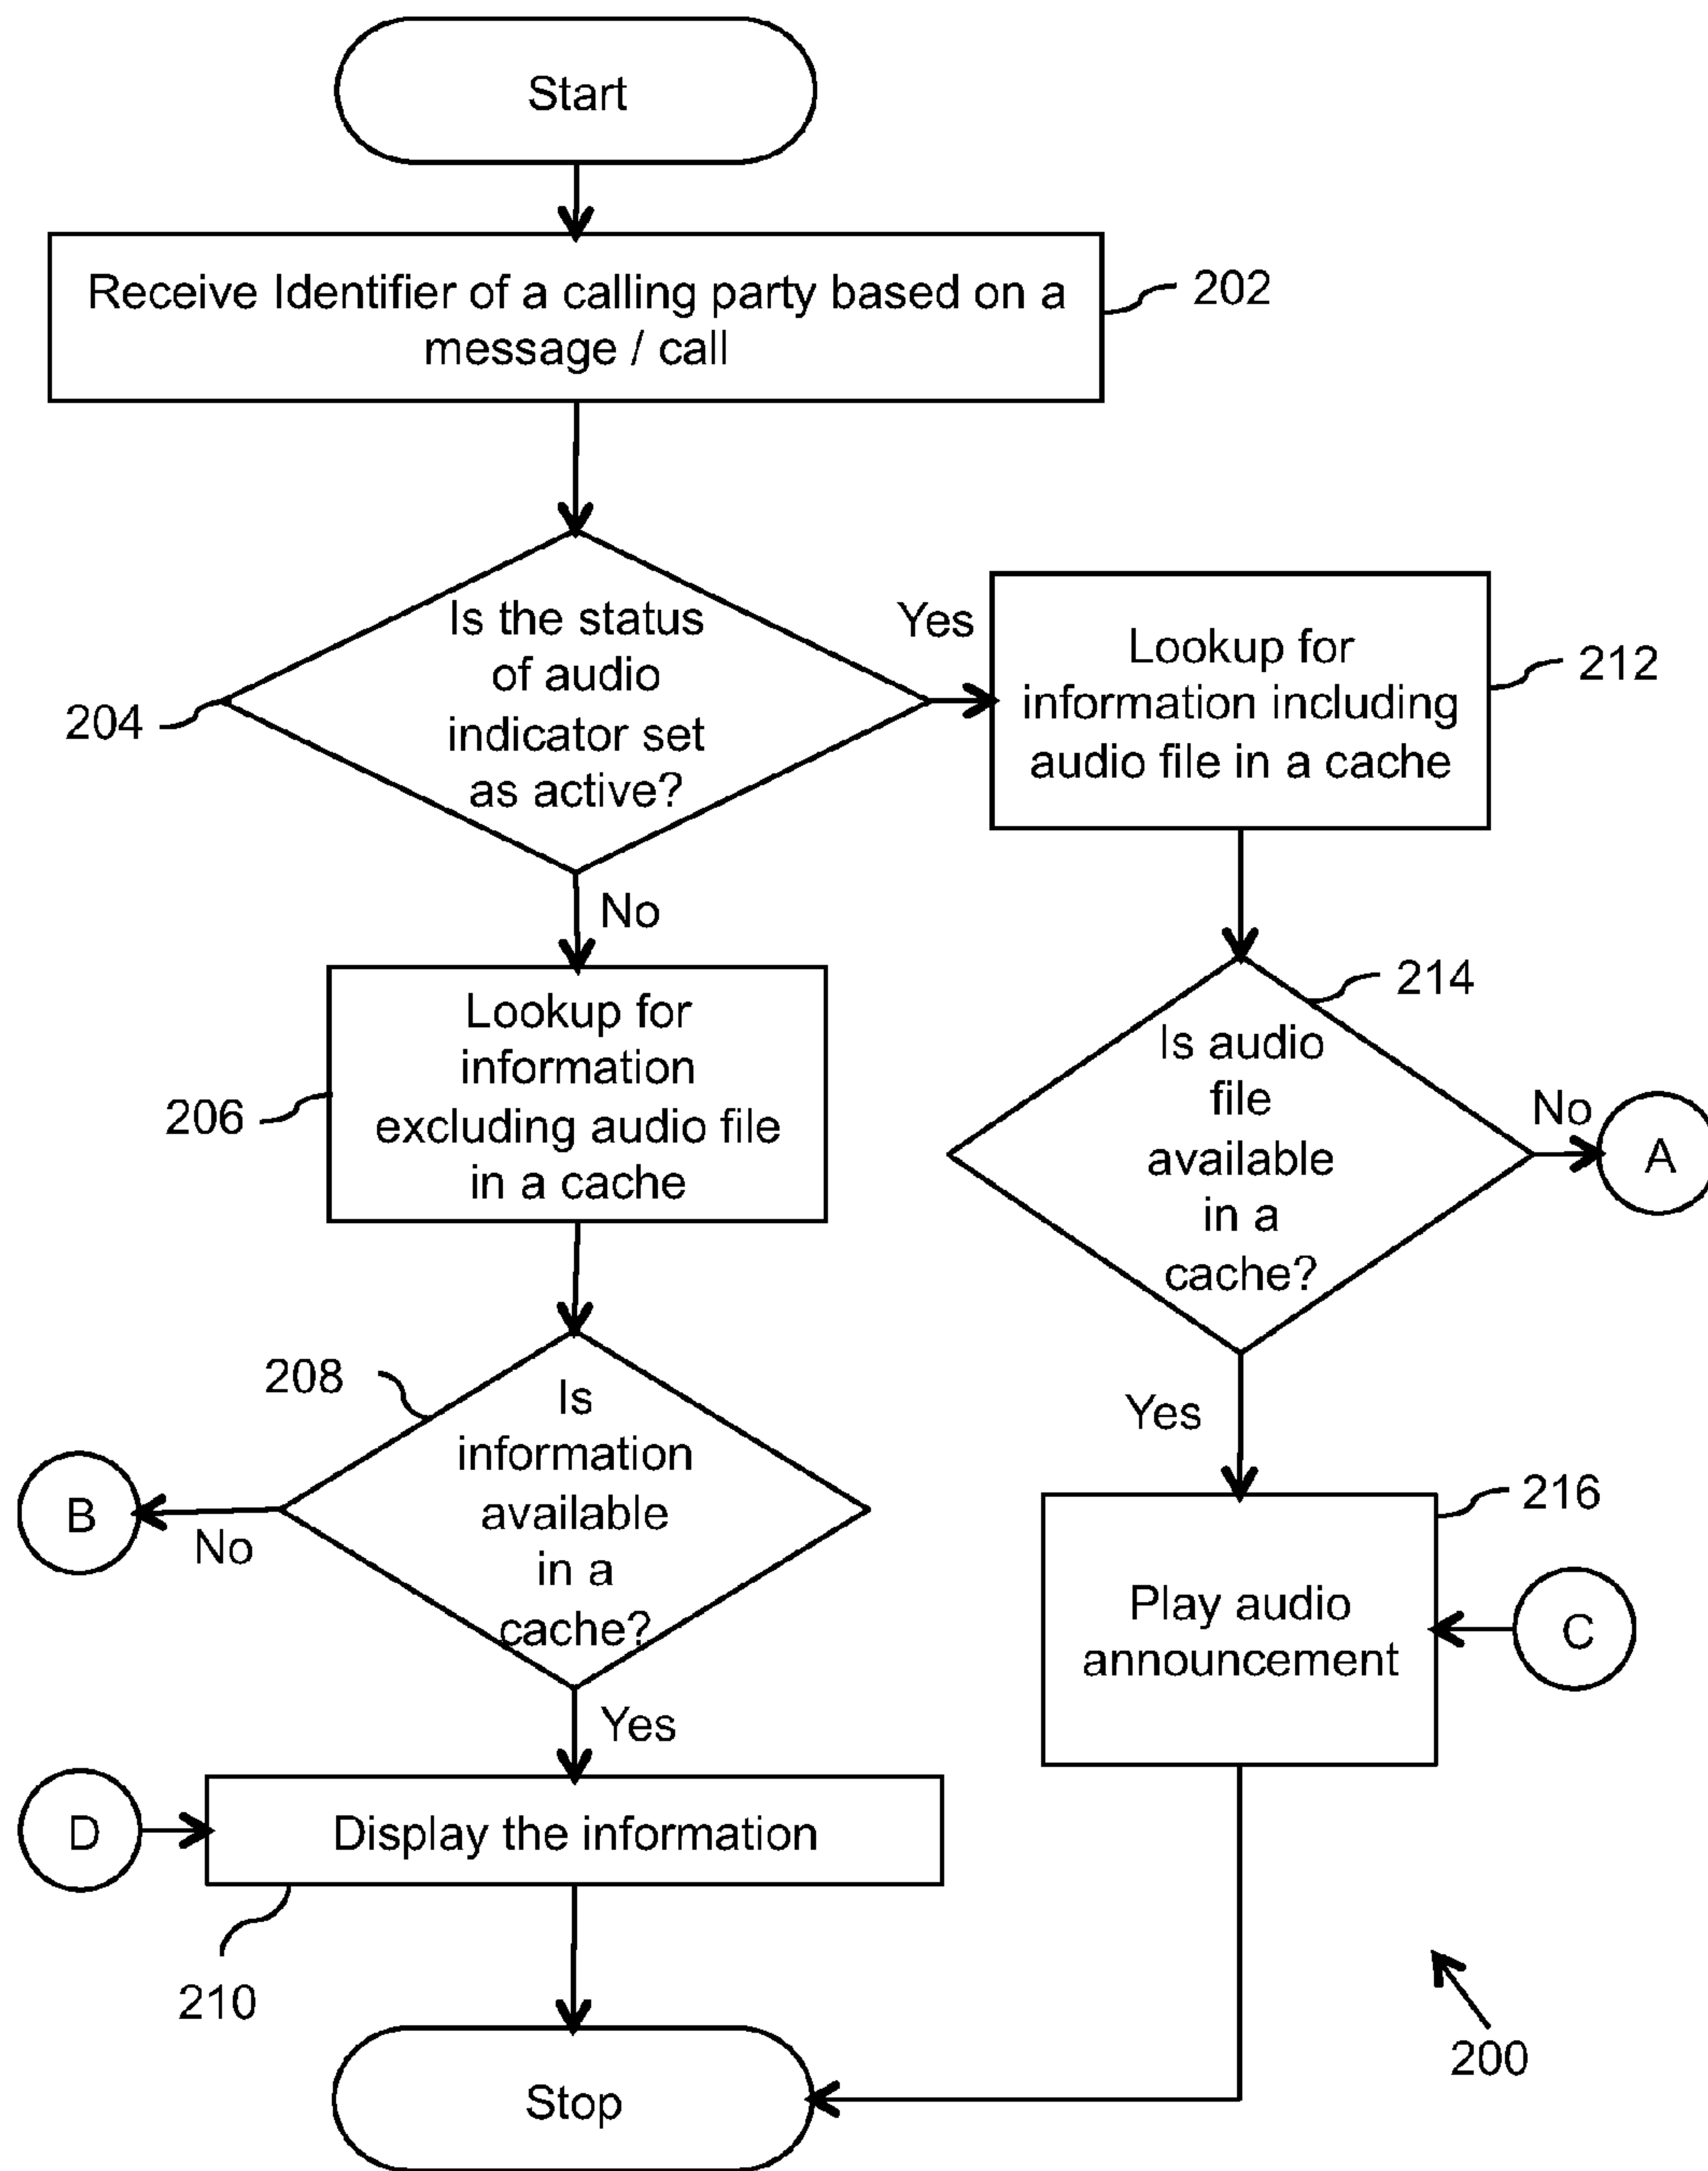 Start
Receive Identifier of a calling party based on a
message / call
202
Is the status
of audio
indicator set
as active?
204
Yes
Lookup for
information including
audio file in a cache
212
No
Lookup for
information
excluding audio file
in a cache
206
214
Is audio
file
available
in a
cache?
No
A
208
Is
information
available
in a
cache?
B
No
Yes
216
Play audio
announcement
C
Yes
D
Display the information
210
Stop
200